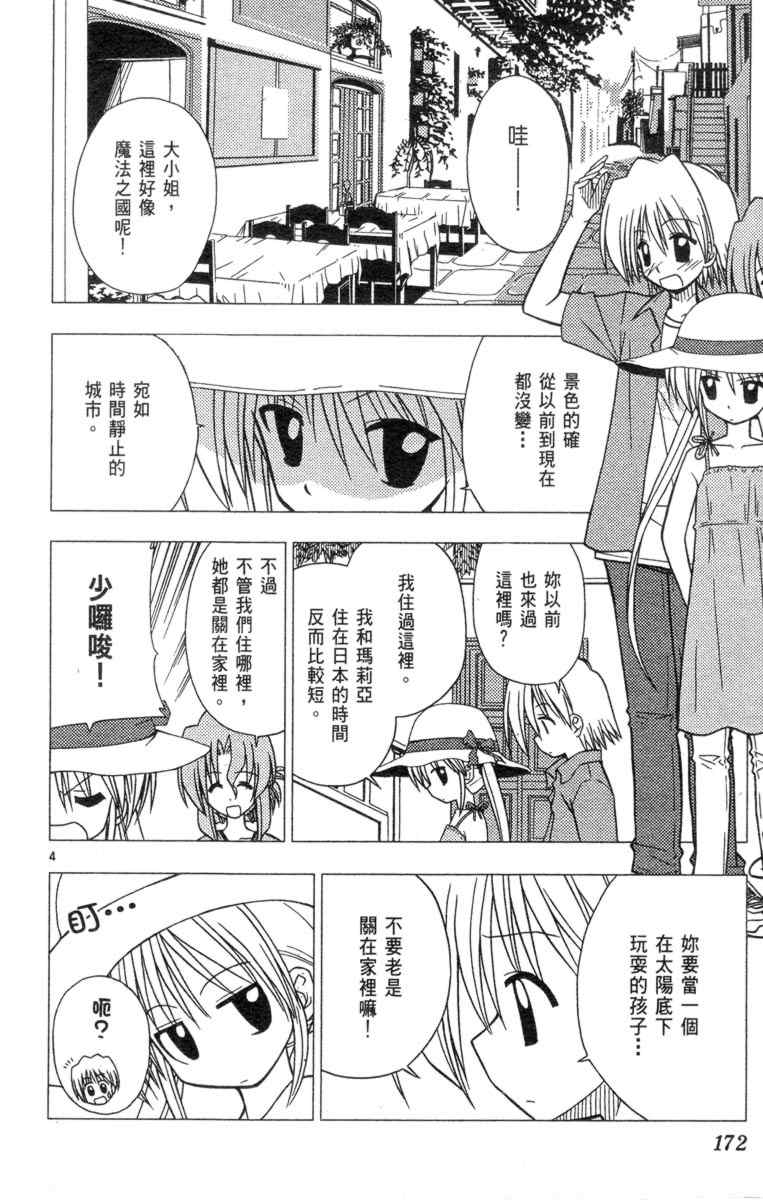 哇——！
大小姐，
這裡好像
魔法之國呢！
景色的確
從以前到現在
都沒變…
宛如
時間靜止的
城市。
妳以前
也來過
這裡嗎？
我住過這裡。
我和瑪莉亞
住在日本的時間
反而比較短。
不過
不管我們住哪裡，
她都是關在家裡。
少囉唆！
4
妳要當一個
在太陽底下
玩耍的孩子…
不要老是
關在家裡嘛！
盯…
呃？
172